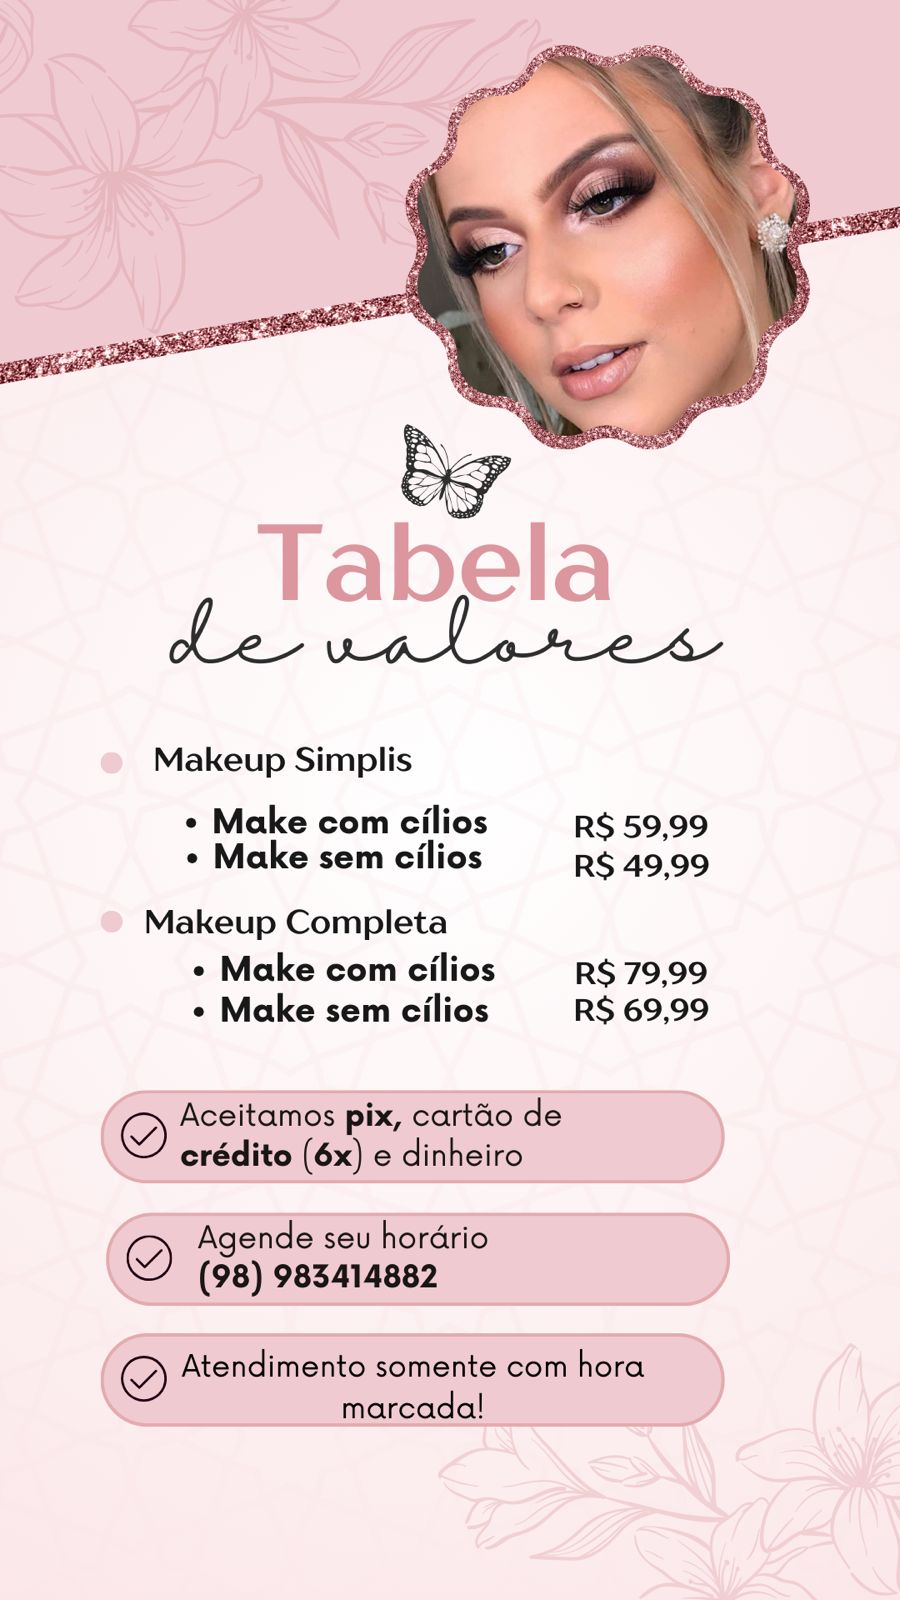 Tabela
de valores
Makeup Simplis
• Make com cílios R$ 59,99
• Make sem cílios R$ 49,99
Makeup Completa
• Make com cílios R$ 79,99
• Make sem cílios R$ 69,99
Aceitamos pix, cartão de
crédito (6x) e dinheiro
Agende seu horário
(98) 983414882
Atendimento somente com hora
marcada!